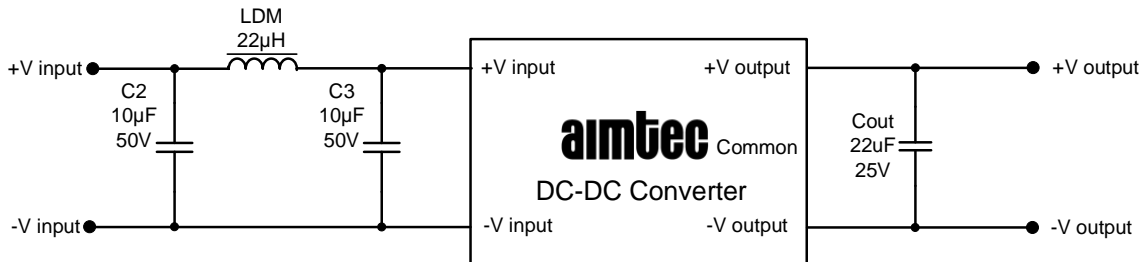 LDM
22µH
+V input
C2
10µF
50V
C3
10µF
50V
-V input
+V input
+V output
aimtec
Common
DC-DC Converter
-V input
-V output
Cout
22uF
25V
+V output
-V output